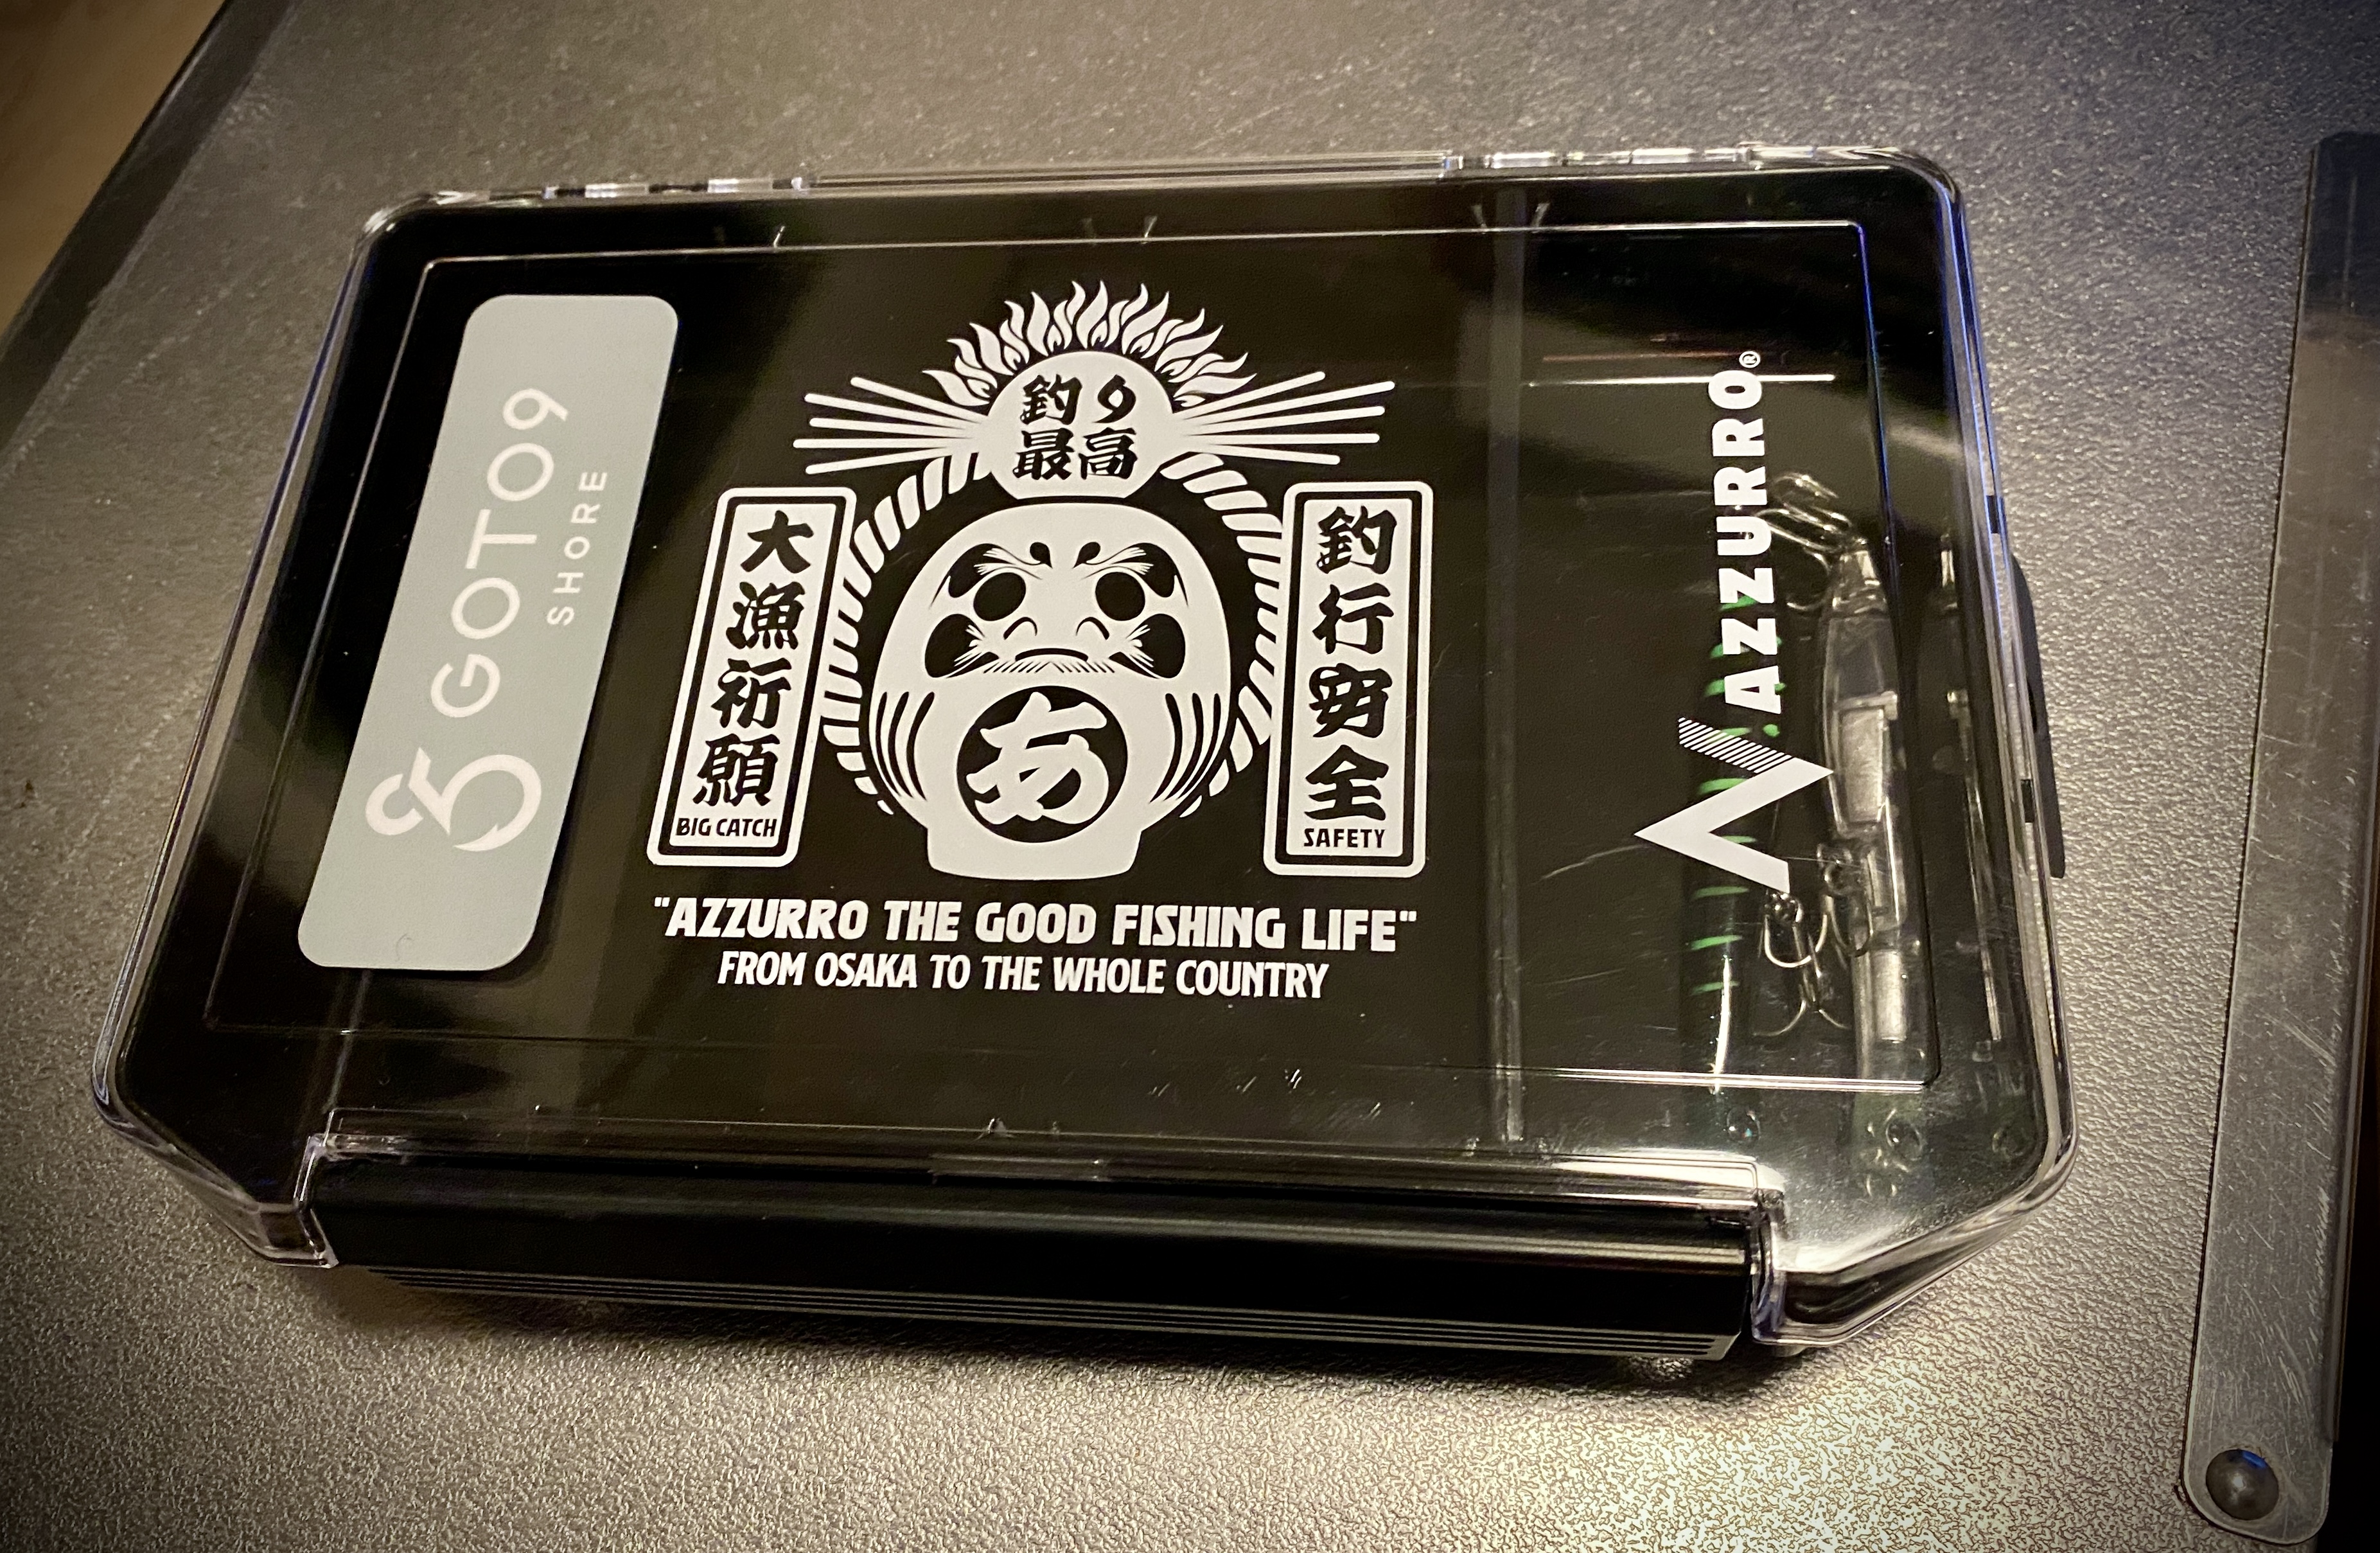 GOTO9
SHORE
釣り
最高
大漁祈願
BIG CATCH
あ
釣行安全
SAFETY
"AZZURRO THE GOOD FISHING LIFE"
FROM OSAKA TO THE WHOLE COUNTRY
AZZURRO®